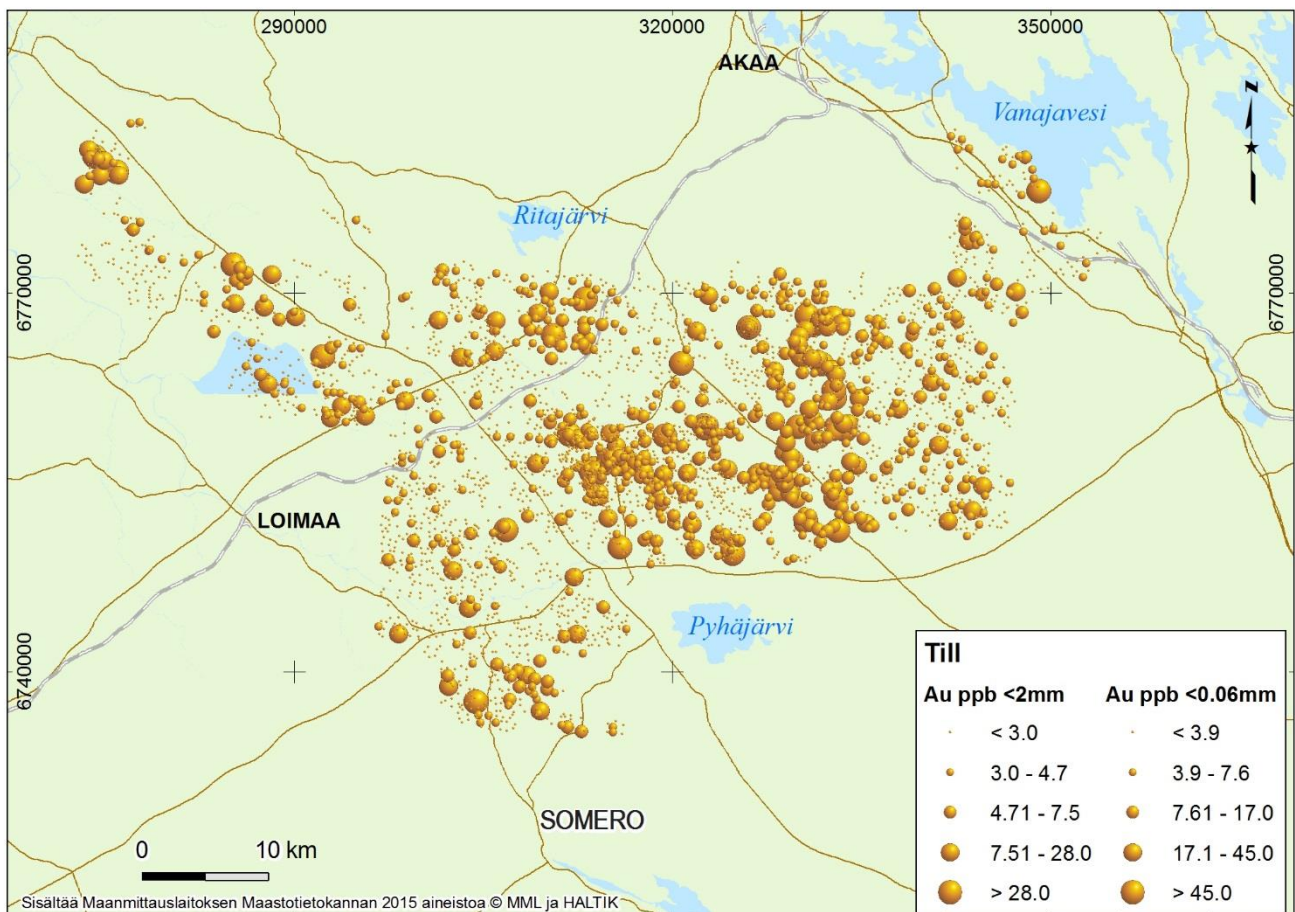 290000 320000 350000
AKAA
Vanajavesi
N
Ritajärvi
6770000 6770000
LOIMAA
Pyhäjärvi
6740000
SOMERO
0 10 km
Till
Au ppb <2mm Au ppb <0.06mm
< 3.0 < 3.9
3.0 - 4.7 3.9 - 7.6
4.71 - 7.5 7.61 - 17.0
7.51 - 28.0 17.1 - 45.0
> 28.0 > 45.0
Sisältää Maanmittauslaitoksen Maastotietokannan 2015 aineistoa © MML ja HALTIK